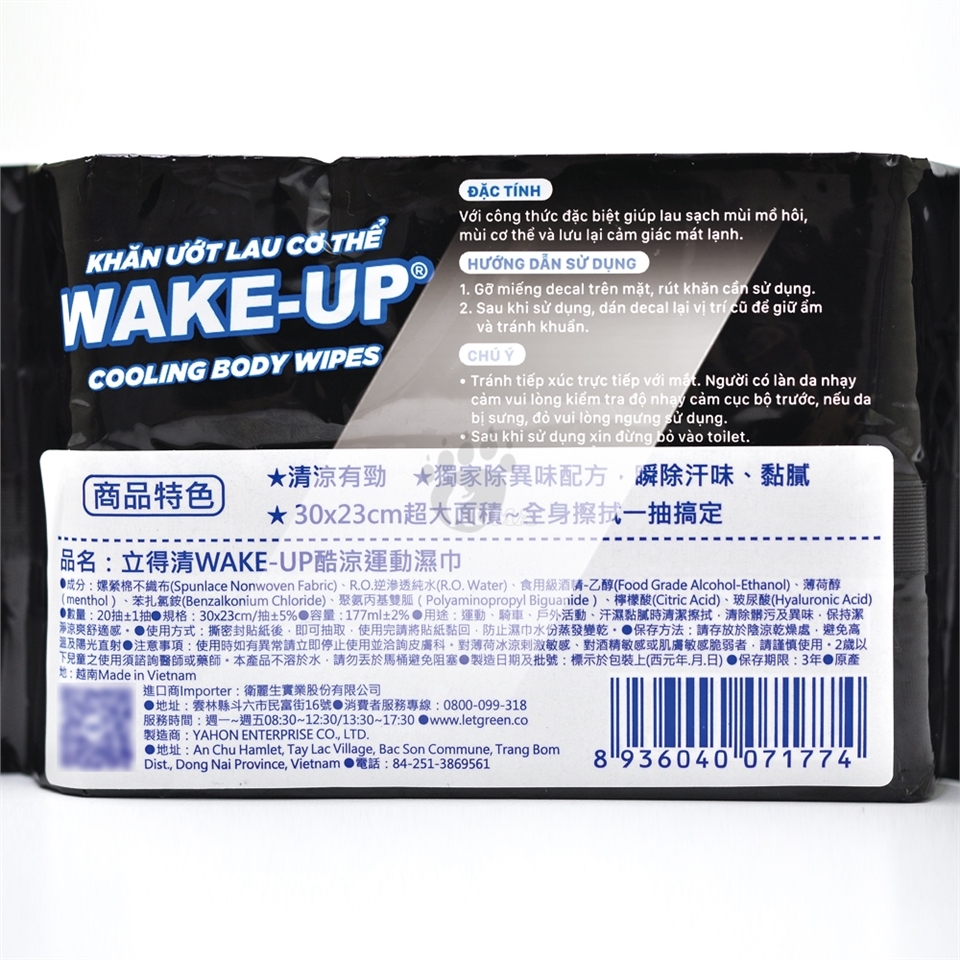 KHĂN ƯỚT LAU CƠ THỂ
WAKE-UP®
COOLING BODY WIPES
ĐẶC TÍNH
Với công thức đặc biệt giúp lau sạch mùi mồ hôi,
mùi cơ thể và lưu lại cảm giác mát lạnh.
HƯỚNG DẪN SỬ DỤNG
1. Gỡ miếng decal trên mặt, rút khăn cần sử dụng.
2. Sau khi sử dụng, dán decal lại vị trí cũ để giữ ẩm
và tránh khuẩn.
CHÚ Ý
• Tránh tiếp xúc trực tiếp với mắt. Người có làn da nhạy
cảm vui lòng kiểm tra độ nhạy cảm cục bộ trước, nếu da
bị sưng, đỏ vui lòng ngưng sử dụng.
• Sau khi sử dụng xin đừng bỏ vào toilet.
商品特色
★清涼有勁 ★獨家除異味配方，瞬除汗味、黏膩
★ 30x23cm超大面積~全身擦拭一抽搞定
品名：立得清WAKE-UP酷涼運動濕巾
●成分：嫘縈棉不織布(Spunlace Nonwoven Fabric)、R.O.逆滲透純水(R.O. Water)、食用級酒精-乙醇(Food Grade Alcohol-Ethanol)、薄荷醇
(menthol)、苯扎氯銨(Benzalkonium Chloride)、聚氨丙基雙胍（Polyaminopropyl Biguanide）、檸檬酸(Citric Acid)、玻尿酸(Hyaluronic Acid)
●數量：20抽±1抽●規格：30x23cm/抽±5%●容量：177ml±2%●用途：運動、騎車、戶外活動、汗濕黏膩時清潔擦拭，清除髒污及異味，保持潔
淨涼爽舒適感。●使用方式：撕密封貼紙後，即可抽取，使用完請將貼紙黏回，防止濕巾水份蒸發變乾。●保存方法：請存放於陰涼乾燥處，避免高
溫及陽光直射●注意事項：使用時如有異常請立即停止使用並洽詢皮膚科。對薄荷冰涼刺激敏感、對酒精敏感或肌膚敏感脆弱者，請謹慎使用。2歲以
下兒童之使用須諮詢醫師或藥師。本產品不溶於水，請勿丟於馬桶避免阻塞●製造日期及批號：標示於包裝上(西元年.月.日)●保存期限：3年●原產
地：越南Made in Vietnam
進口商Importer：衛麗生實業股份有限公司
●地址：雲林縣斗六市民富街16號●消費者服務專線：0800-099-318
服務時間：週一~週五08:30~12:30/13:30~17:30 ●www.letgreen.co
製造商：YAHON ENTERPRISE CO., LTD.
●地址：An Chu Hamlet, Tay Lac Village, Bac Son Commune, Trang Bom
Dist., Dong Nai Province, Vietnam ●電話：84-251-3869561
8 936040 071774